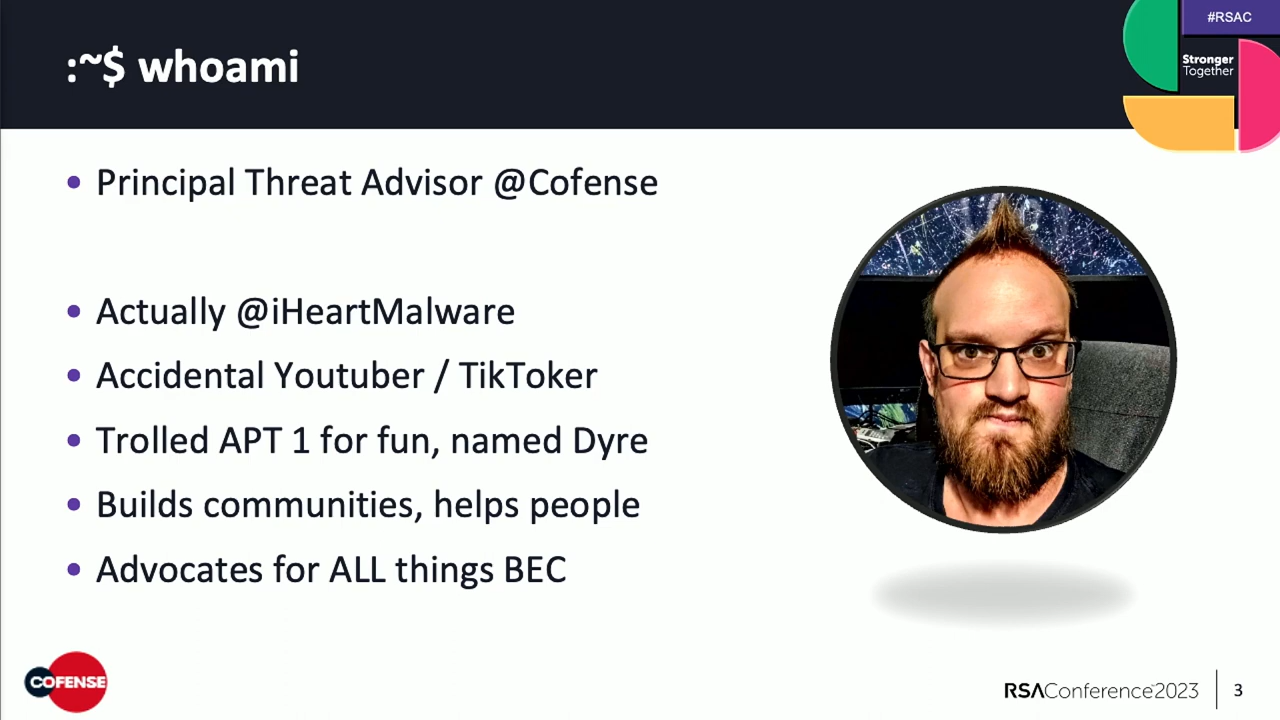 :~$ whoami
#RSAC
Stronger
Together
• Principal Threat Advisor @Cofense
• Actually @iHeartMalware
• Accidental Youtuber / TikToker
• Trolled APT 1 for fun, named Dyre
• Builds communities, helps people
• Advocates for ALL things BEC
COFENSE
RSAConference™2023
3